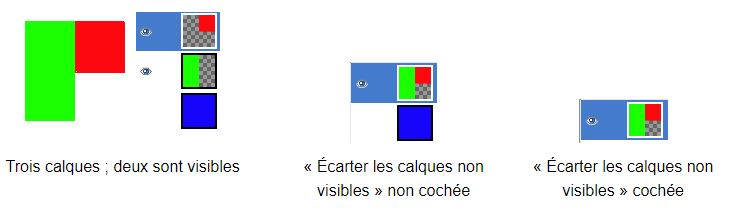 Trois calques ; deux sont visibles
« Écarter les calques non
visibles » non cochée
« Écarter les calques non
visibles » cochée